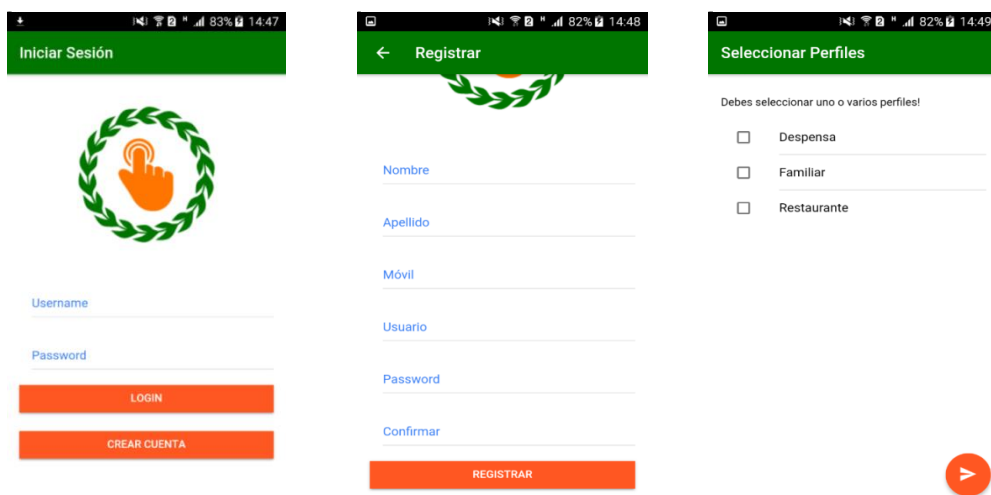 83% 14:47
Iniciar Sesión
Username
Password
LOGIN
CREAR CUENTA
82% 14:48
Registrar
Nombre
Apellido
Móvil
Usuario
Password
Confirmar
REGISTRAR
82% 14:49
Seleccionar Perfiles
Debes seleccionar uno o varios perfiles!
Despensa
Familiar
Restaurante